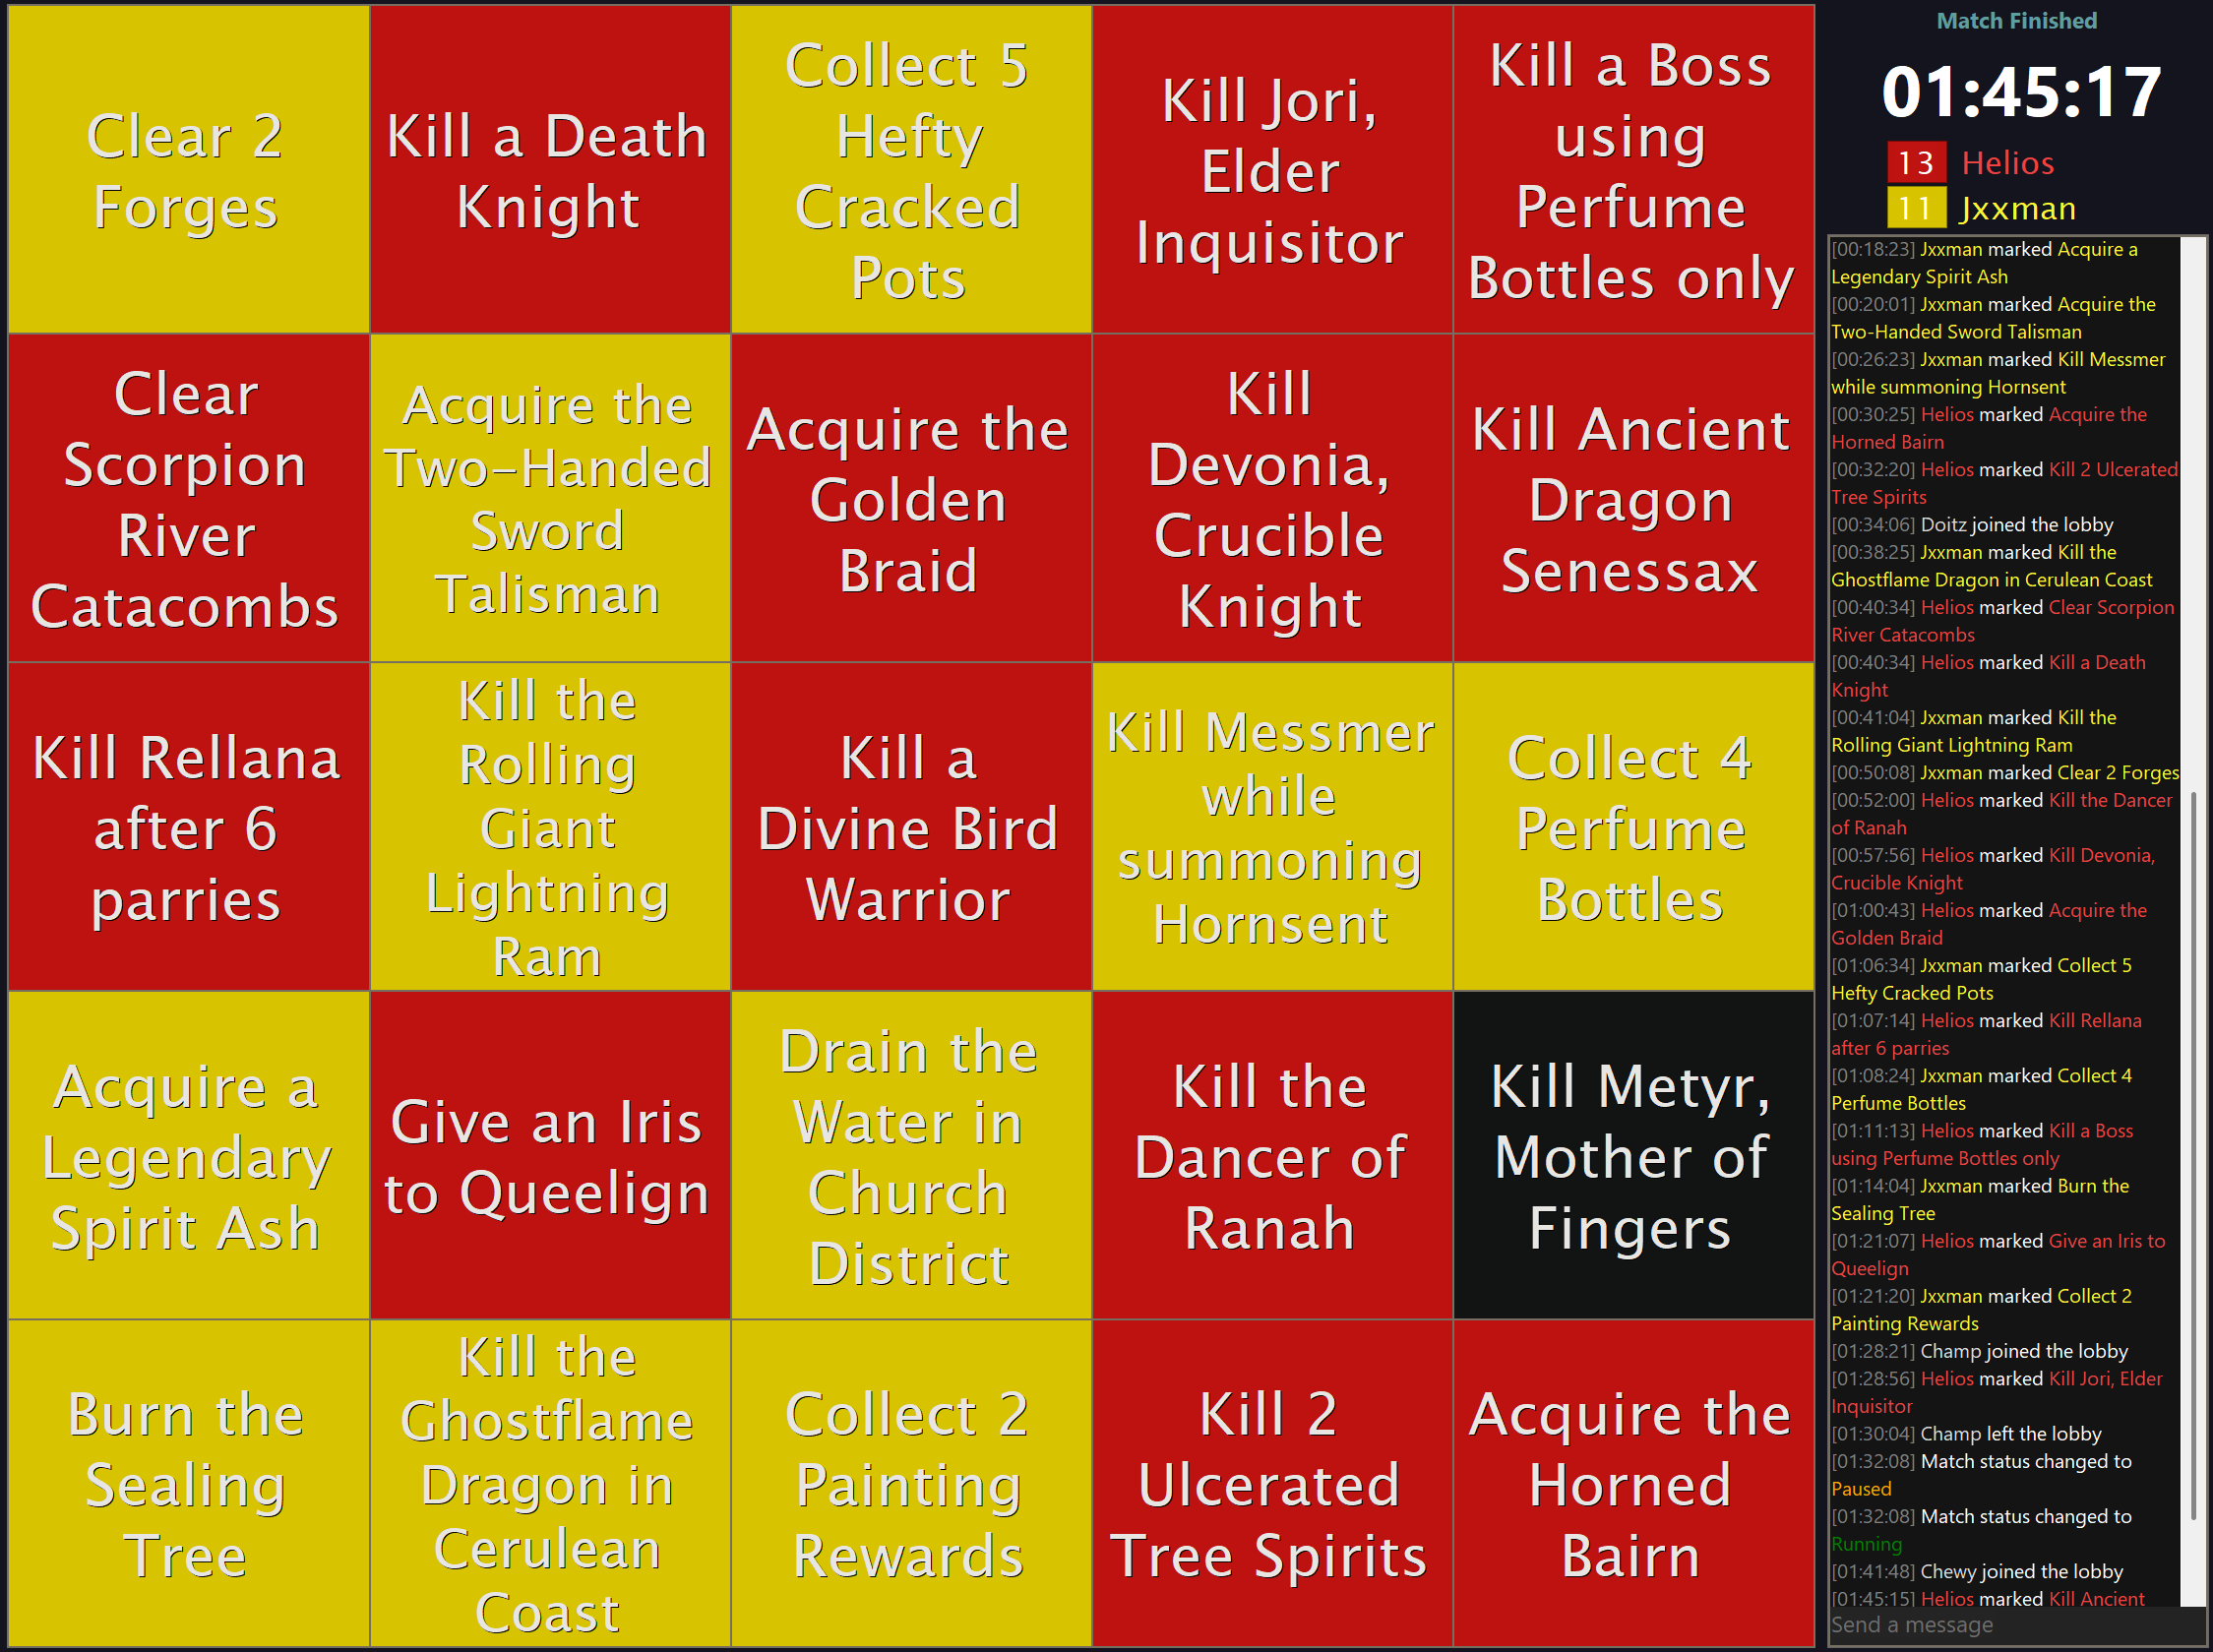 Clear 2
Forges
Kill a Death
Knight
Collect 5
Hefty
Cracked
Pots
Kill Jori,
Elder
Inquisitor
Kill a Boss
using
Perfume
Bottles only
Clear
Scorpion
River
Catacombs
Acquire the
Two-Handed
Sword
Talisman
Acquire the
Golden
Braid
Kill
Devonia,
Crucible
Knight
Kill Ancient
Dragon
Senessax
Kill Rellana
after 6
parries
Kill the
Rolling
Giant
Lightning
Ram
Kill a
Divine Bird
Warrior
Kill Messmer
while
summoning
Hornsent
Collect 4
Perfume
Bottles
Acquire a
Legendary
Spirit Ash
Give an Iris
to Queelign
Drain the
Water in
Church
District
Kill the
Dancer of
Ranah
Kill Metyr,
Mother of
Fingers
Burn the
Sealing
Tree
Kill the
Ghostflame
Dragon in
Cerulean
Coast
Collect 2
Painting
Rewards
Kill 2
Ulcerated
Tree Spirits
Acquire the
Horned
Bairn
Match Finished
01:45:17
13 Helios
11 Jxxman
[00:18:23] Jxxman marked Acquire a
Legendary Spirit Ash
[00:20:01] Jxxman marked Acquire the
Two-Handed Sword Talisman
[00:26:23] Jxxman marked Kill Messmer
while summoning Hornsent
[00:30:25] Helios marked Acquire the
Horned Bairn
[00:32:20] Helios marked Kill 2 Ulcerated
Tree Spirits
[00:34:06] Doitz joined the lobby
[00:38:25] Jxxman marked Kill the
Ghostflame Dragon in Cerulean Coast
[00:40:34] Helios marked Clear Scorpion
River Catacombs
[00:40:34] Helios marked Kill a Death
Knight
[00:41:04] Jxxman marked Kill the
Rolling Giant Lightning Ram
[00:50:08] Jxxman marked Clear 2 Forges
[00:52:00] Helios marked Kill the Dancer
of Ranah
[00:57:56] Helios marked Kill Devonia,
Crucible Knight
[01:00:43] Helios marked Acquire the
Golden Braid
[01:06:34] Jxxman marked Collect 5
Hefty Cracked Pots
[01:07:14] Helios marked Kill Rellana
after 6 parries
[01:08:24] Jxxman marked Collect 4
Perfume Bottles
[01:11:13] Helios marked Kill a Boss
using Perfume Bottles only
[01:14:04] Jxxman marked Burn the
Sealing Tree
[01:21:07] Helios marked Give an Iris to
Queelign
[01:21:20] Jxxman marked Collect 2
Painting Rewards
[01:28:21] Champ joined the lobby
[01:28:56] Helios marked Kill Jori, Elder
Inquisitor
[01:30:04] Champ left the lobby
[01:32:08] Match status changed to
Paused
[01:32:08] Match status changed to
Running
[01:41:48] Chewy joined the lobby
[01:45:15] Helios marked Kill Ancient
Send a message